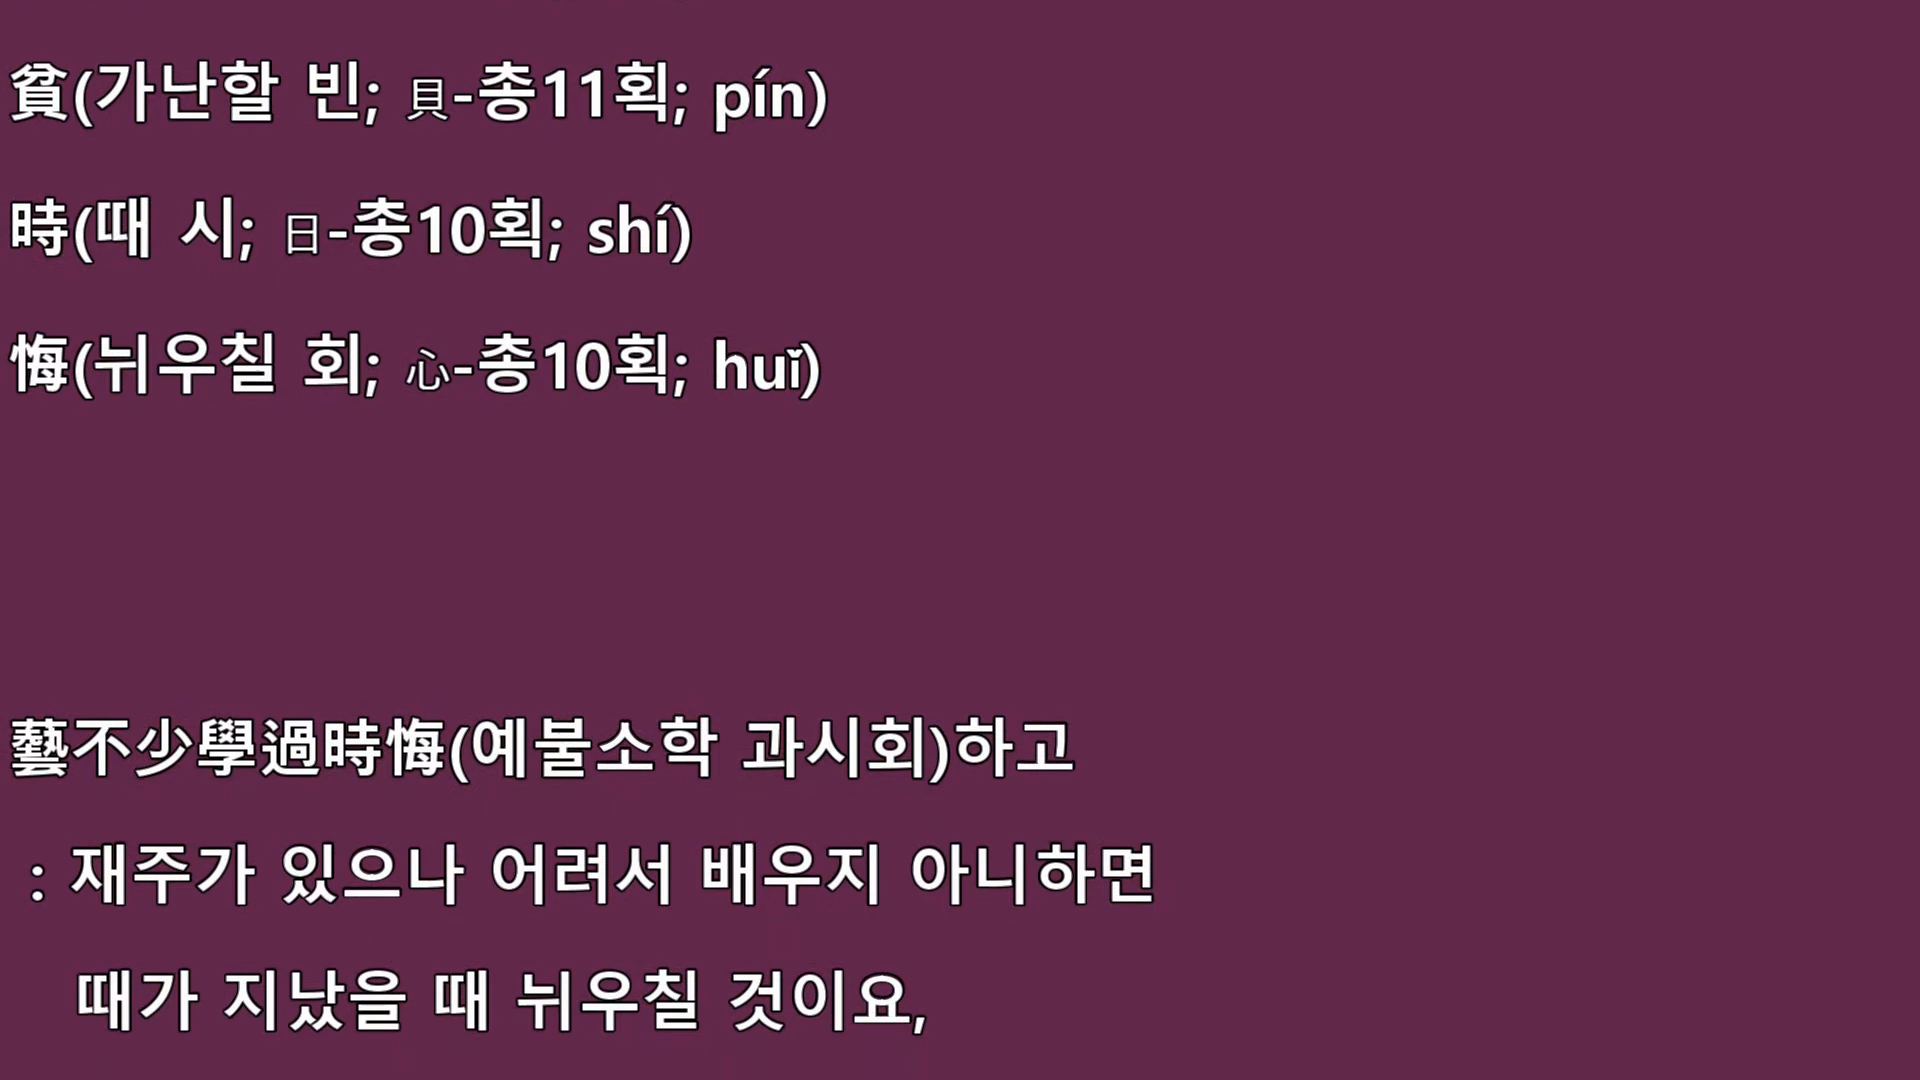 貧(가난할 빈; 貝-총11획; pín)
時(때 시; 日-총10획; shí)
悔(뉘우칠 회; 心-총10획; huǐ)
藝不少學過時悔(예불소학 과시회)하고
: 재주가 있으나 어려서 배우지 아니하면
때가 지났을 때 뉘우칠 것이요,